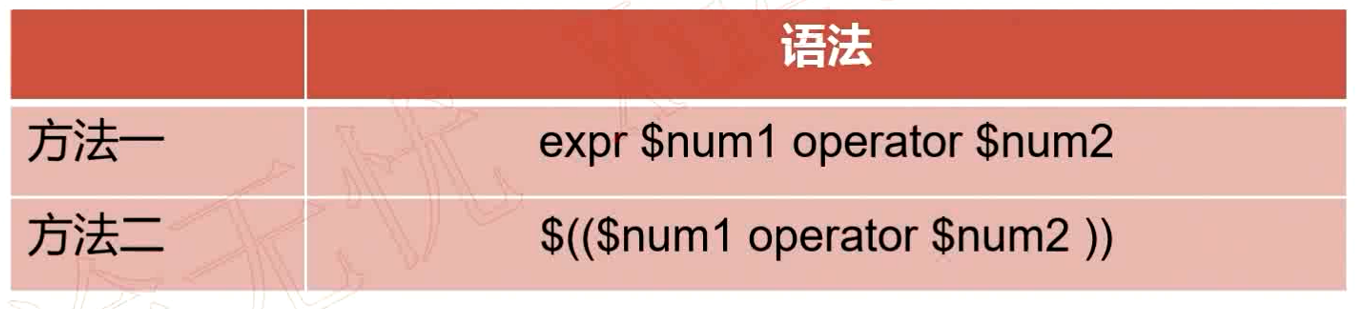 语法
方法一 expr $num1 operator $num2
方法二 $(($num1 operator $num2 ))